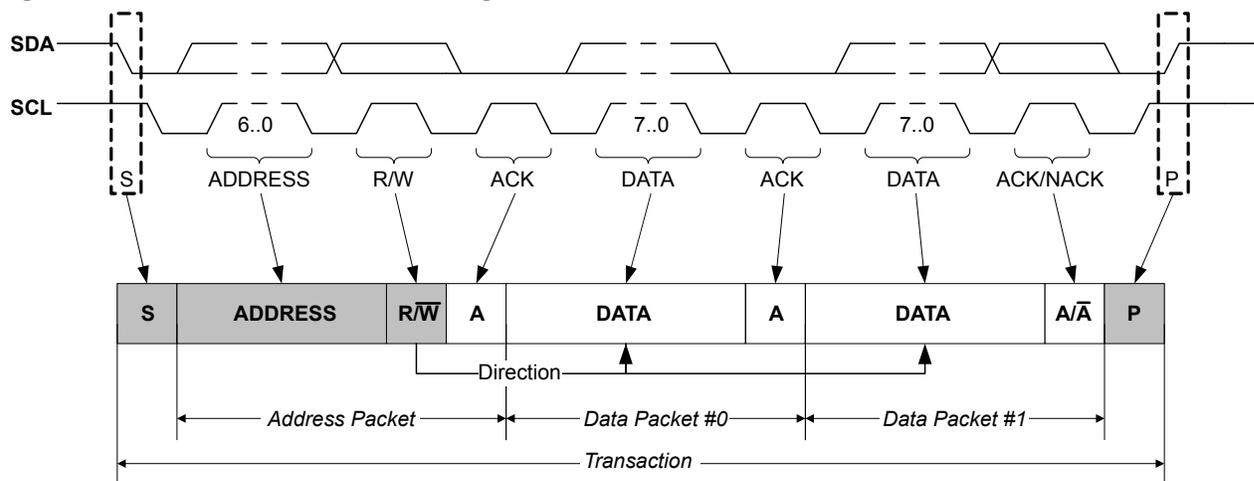 SDA
SCL
6..0
7..0
7..0
S
ADDRESS
R/W
ACK
DATA
ACK
DATA
ACK/NACK
P
S
ADDRESS
R/W̅
A
DATA
A
DATA
A/A̅
P
Direction
Address Packet
Data Packet #0
Data Packet #1
Transaction